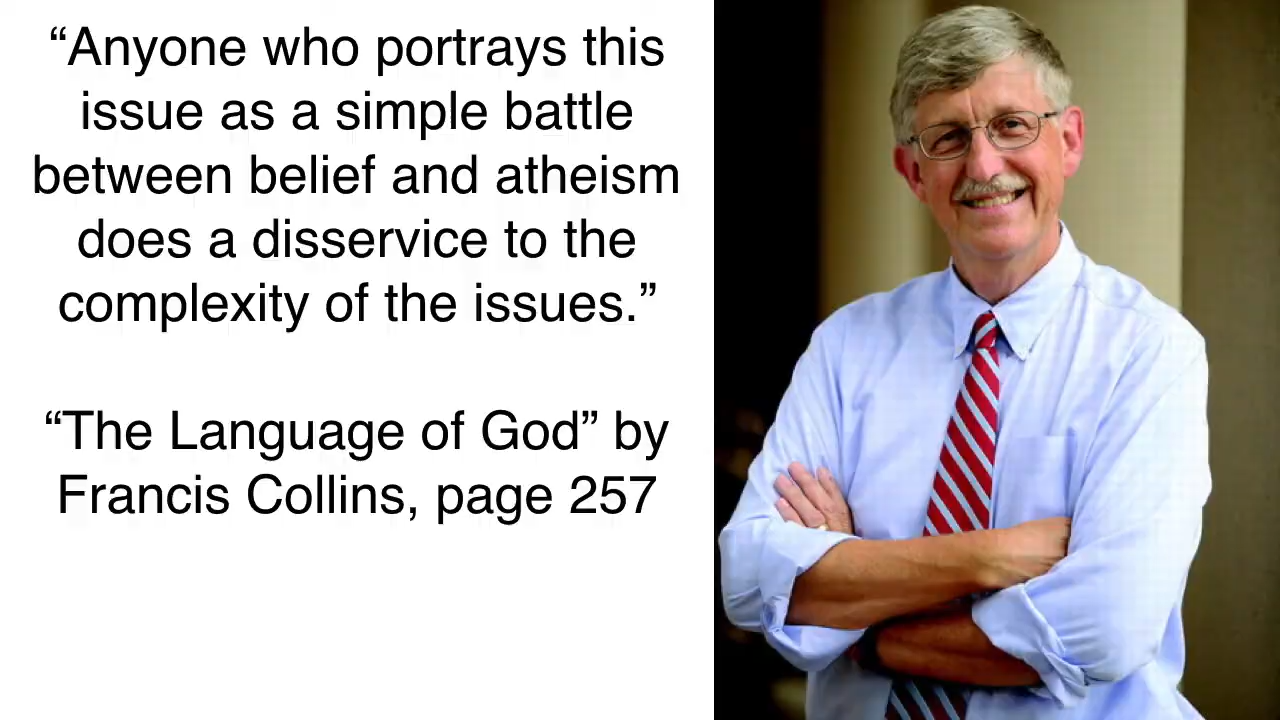 “Anyone who portrays this
issue as a simple battle
between belief and atheism
does a disservice to the
complexity of the issues.”
“The Language of God” by
Francis Collins, page 257